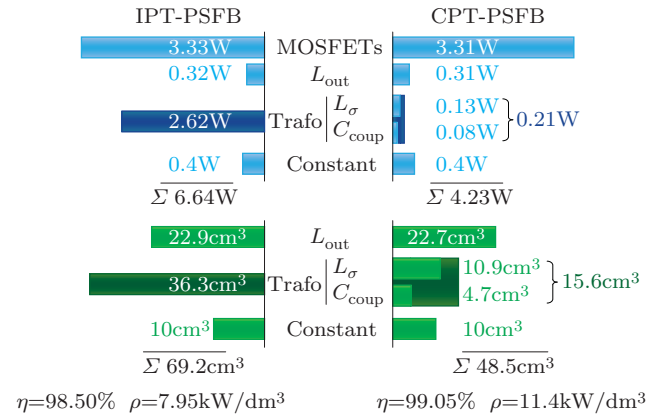 IPT-PSFB CPT-PSFB
3.33W MOSFETs 3.31W
0.32W L_out 0.31W
2.62W Trafo L_σ 0.13W 0.21W
C_coup 0.08W
0.4W Constant 0.4W
Σ 6.64W Σ 4.23W
22.9cm³ L_out 22.7cm³
36.3cm³ Trafo L_σ 10.9cm³ 15.6cm³
C_coup 4.7cm³
10cm³ Constant 10cm³
Σ 69.2cm³ Σ 48.5cm³
η=98.50% ρ=7.95kW/dm³ η=99.05% ρ=11.4kW/dm³